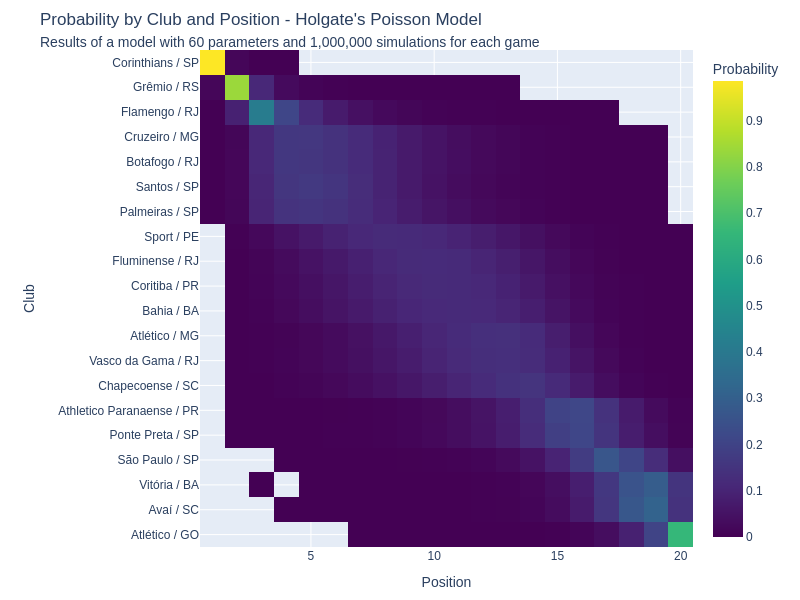 Probability by Club and Position - Holgate's Poisson Model
Results of a model with 60 parameters and 1,000,000 simulations for each game
Probability
Corinthians / SP
Grêmio / RS
Flamengo / RJ
Cruzeiro / MG
Botafogo / RJ
Santos / SP
Palmeiras / SP
Sport / PE
Fluminense / RJ
Coritiba / PR
Bahia / BA
Atlético / MG
Vasco da Gama / RJ
Chapecoense / SC
Athletico Paranaense / PR
Ponte Preta / SP
São Paulo / SP
Vitória / BA
Avaí / SC
Atlético / GO
Club
5
10
15
20
Position
0.9
0.8
0.7
0.6
0.5
0.4
0.3
0.2
0.1
0